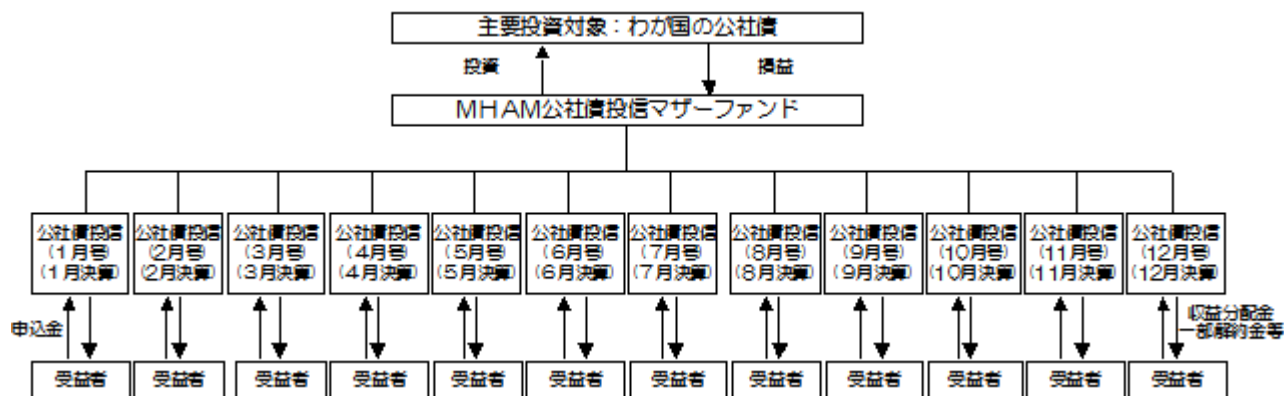 主要投資対象：わが国の公社債
投資
損益
ＭＨＡＭ公社債投信マザーファンド
公社債投信
(１月号)
(１月決算)
公社債投信
(２月号)
(２月決算)
公社債投信
(３月号)
(３月決算)
公社債投信
(４月号)
(４月決算)
公社債投信
(５月号)
(５月決算)
公社債投信
(６月号)
(６月決算)
公社債投信
(７月号)
(７月決算)
公社債投信
(８月号)
(８月決算)
公社債投信
(９月号)
(９月決算)
公社債投信
(10月号)
(10月決算)
公社債投信
(11月号)
(11月決算)
公社債投信
(12月号)
(12月決算)
申込金
収益分配金
一部解約金等
受益者
受益者
受益者
受益者
受益者
受益者
受益者
受益者
受益者
受益者
受益者
受益者